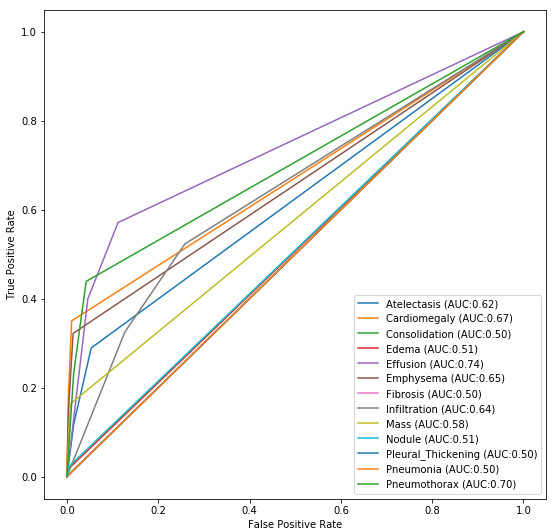 1.0
0.8
0.6
0.4
0.2
0.0
True Positive Rate
0.0 0.2 0.4 0.6 0.8 1.0
False Positive Rate
Atelectasis (AUC:0.62)
Cardiomegaly (AUC:0.67)
Consolidation (AUC:0.50)
Edema (AUC:0.51)
Effusion (AUC:0.74)
Emphysema (AUC:0.65)
Fibrosis (AUC:0.50)
Infiltration (AUC:0.64)
Mass (AUC:0.58)
Nodule (AUC:0.51)
Pleural_Thickening (AUC:0.50)
Pneumonia (AUC:0.50)
Pneumothorax (AUC:0.70)